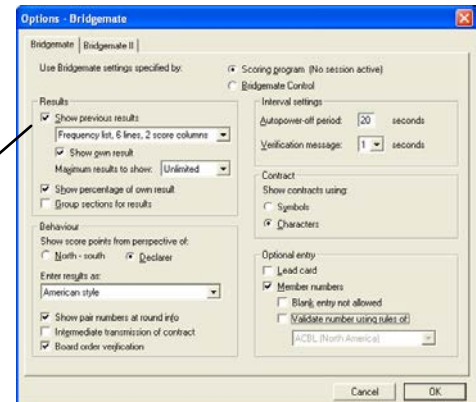 Options - Bridgemate
Bridgemate Bridgemate II
Use Bridgemate settings specified by:
Scoring program (No session active)
Bridgemate Control
Results
Show previous results
Frequency list, 6 lines, 2 score columns
Show own result
Maximum results to show: Unlimited
Show percentage of own result
Group sections for results
Interval settings
Autopower-off period: 20 seconds
Verification message: 1 seconds
Contract
Show contracts using:
Symbols
Characters
Behaviour
Show score points from perspective of:
North - south Declarer
Enter results as:
American style
Show pair numbers at round info
Intermediate transmission of contract
Board order verification
Optional entry
Lead card
Member numbers
Blank entry not allowed
Validate number using rules of:
ACBL (North America)
Cancel OK